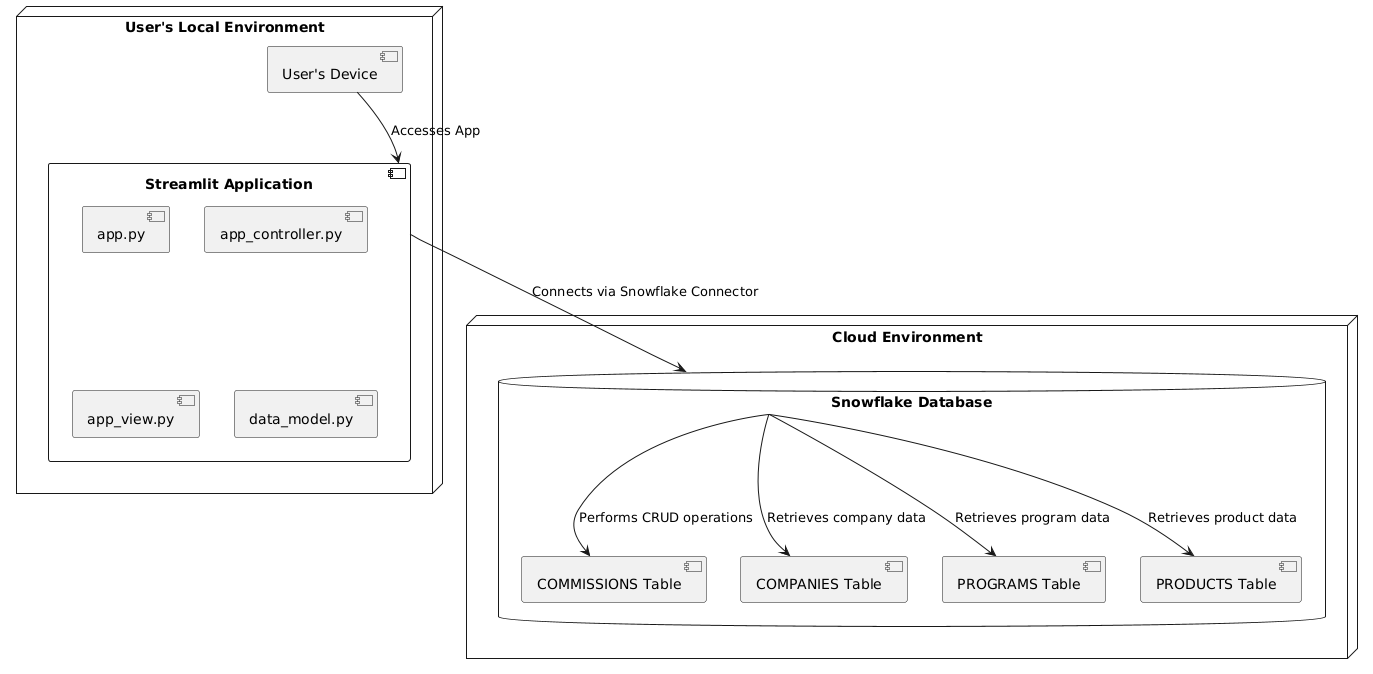 User's Local Environment
User's Device
Accesses App
Streamlit Application
app.py
app_controller.py
Connects via Snowflake Connector
Cloud Environment
app_view.py
data_model.py
Snowflake Database
Performs CRUD operations
Retrieves company data
Retrieves program data
Retrieves product data
COMMISSIONS Table
COMPANIES Table
PROGRAMS Table
PRODUCTS Table